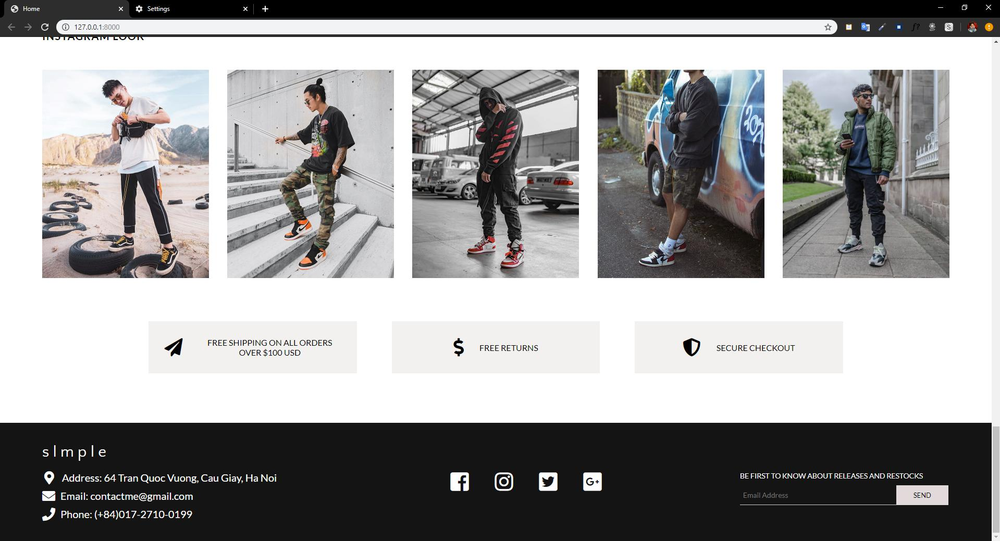 Home
Settings
127.0.0.1:8000
INSTAGRAM LOOK
Supreme
FREE SHIPPING ON ALL ORDERS
OVER $100 USD
FREE RETURNS
SECURE CHECKOUT
sImple
Address: 64 Tran Quoc Vuong, Cau Giay, Ha Noi
Email: contactme@gmail.com
Phone: (+84)017-2710-0199
BE FIRST TO KNOW ABOUT RELEASES AND RESTOCKS
Email Address
SEND